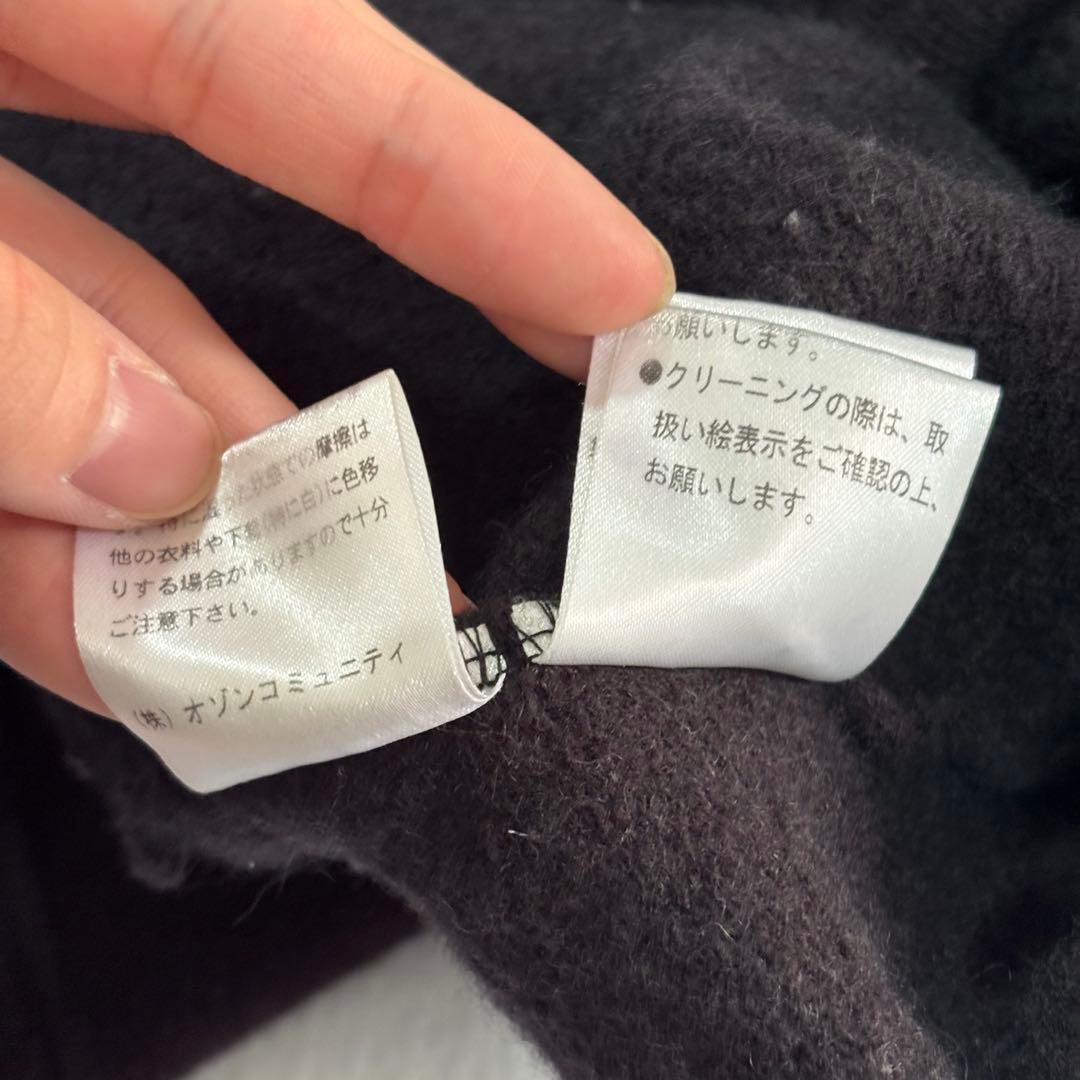 状態での摩擦は
他の衣料や下着(特に白)に色移
りする場合がありますので十分
ご注意下さい。
(株)オゾンコミュニティ
お願いします。
●クリーニングの際は、取
扱い絵表示をご確認の上、
お願いします。